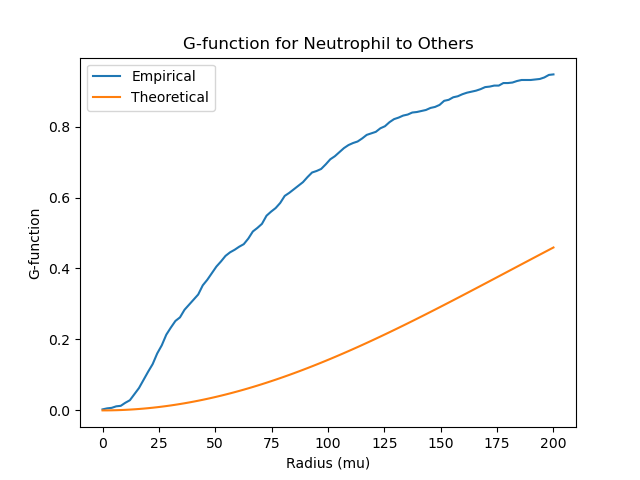 G-function for Neutrophil to Others
Empirical
Theoretical
G-function
0.8
0.6
0.4
0.2
0.0
0 25 50 75 100 125 150 175 200
Radius (mu)